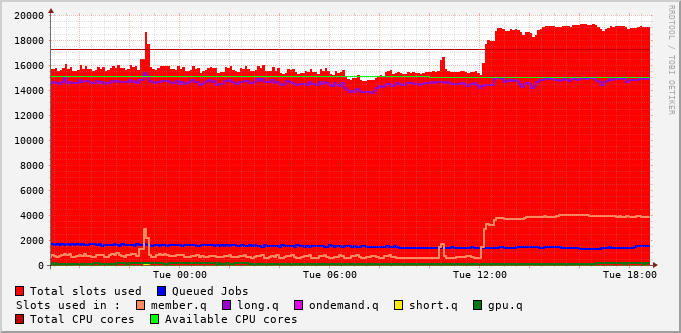 20000
18000
16000
14000
12000
10000
8000
6000
4000
2000
0
Tue 00:00 Tue 06:00 Tue 12:00 Tue 18:00
Total slots used Queued Jobs
Slots used in : member.q long.q ondemand.q short.q gpu.q
Total CPU cores Available CPU cores
RRDTOOL / TOBI OETIKER